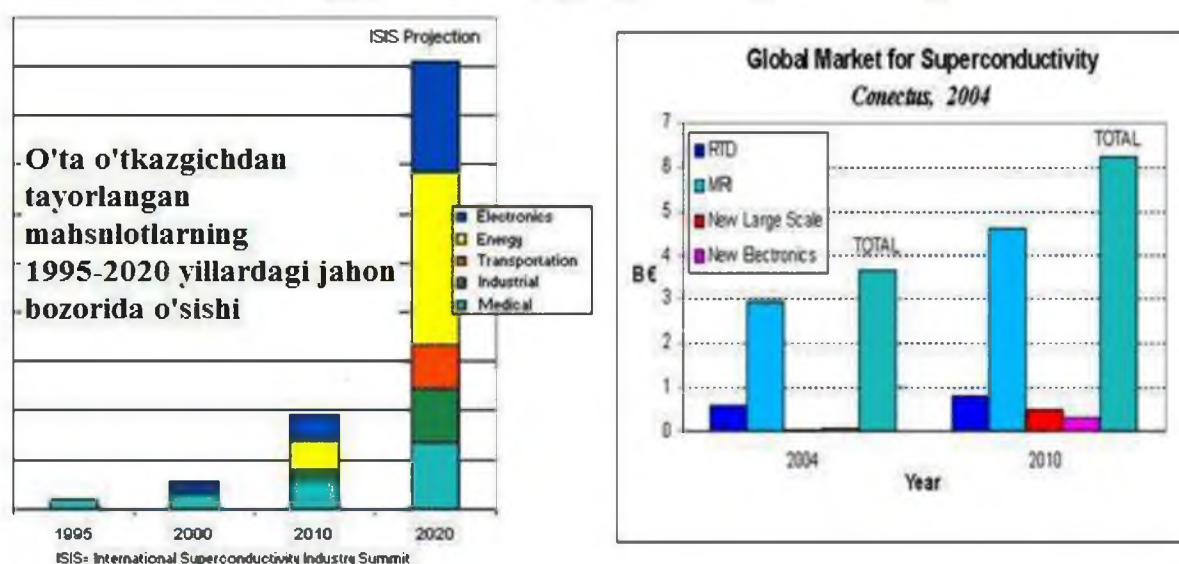 ISIS Projection
O'ta o'tkazgichdan
tayorlangan
mahsnlotlarning
1995-2020 yillardagi jahon
bozorida o'sishi
Electronics
Energy
Transportation
Industrial
Medical
1995 2000 2010 2020
ISIS= International Superconductivity Industry Summit
Global Market for Superconductivity
Conectus, 2004
7
6
5
4
3
2
1
0
B€
RTD
MRI
New Large Scale
New Electronics
TOTAL
TOTAL
2004 2010
Year